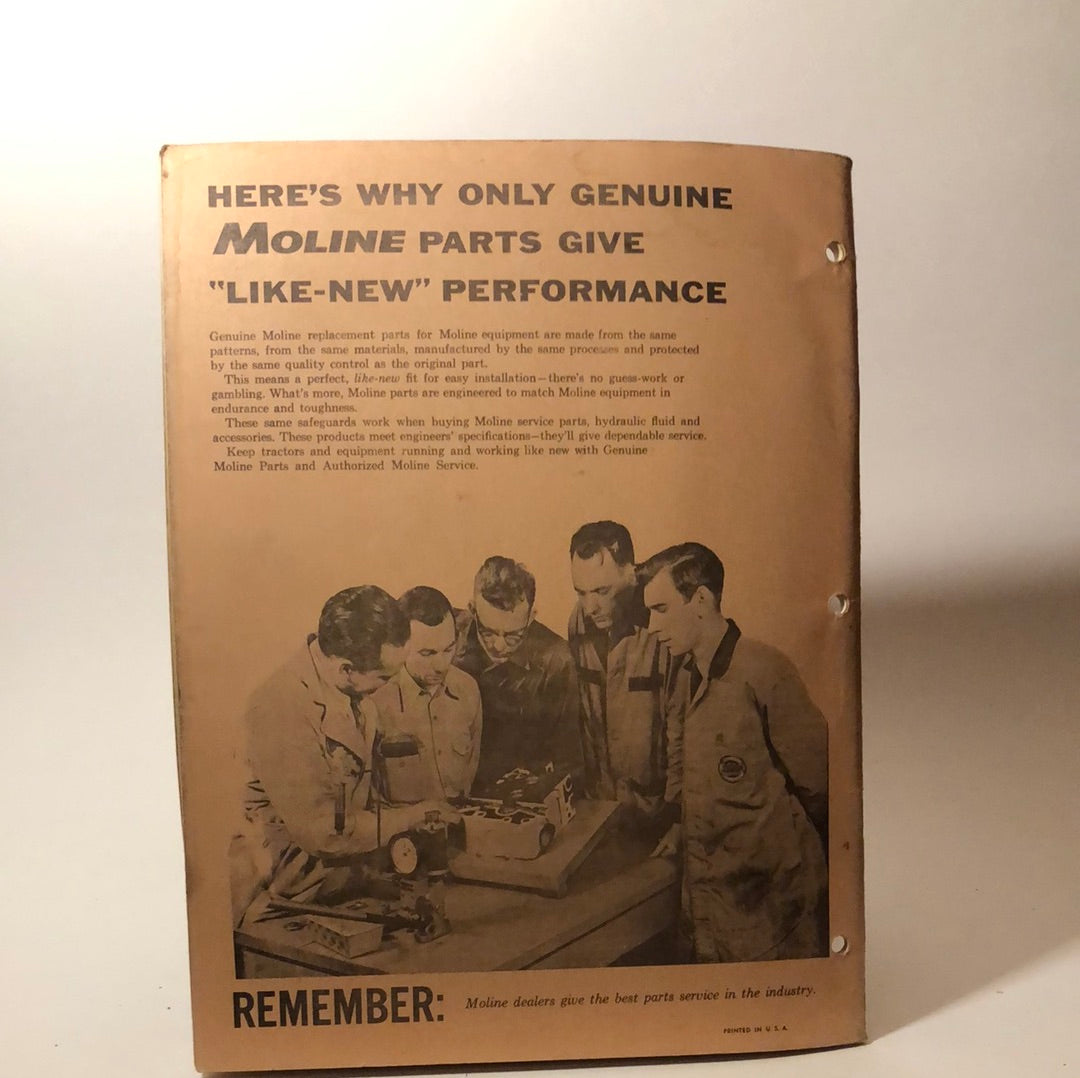 HERE'S WHY ONLY GENUINE
MOLINE PARTS GIVE
"LIKE-NEW" PERFORMANCE
Genuine Moline replacement parts for Moline equipment are made from the same
patterns, from the same materials, manufactured by the same processes and protected
by the same quality control as the original part.
This means a perfect, like-new fit for easy installation—there's no guess-work or
gambling. What's more, Moline parts are engineered to match Moline equipment in
endurance and toughness.
These same safeguards work when buying Moline service parts, hydraulic fluid and
accessories. These products meet engineers' specifications—they'll give dependable service.
Keep tractors and equipment running and working like new with Genuine
Moline Parts and Authorized Moline Service.
REMEMBER: Moline dealers give the best parts service in the industry.
PRINTED IN U. S. A.